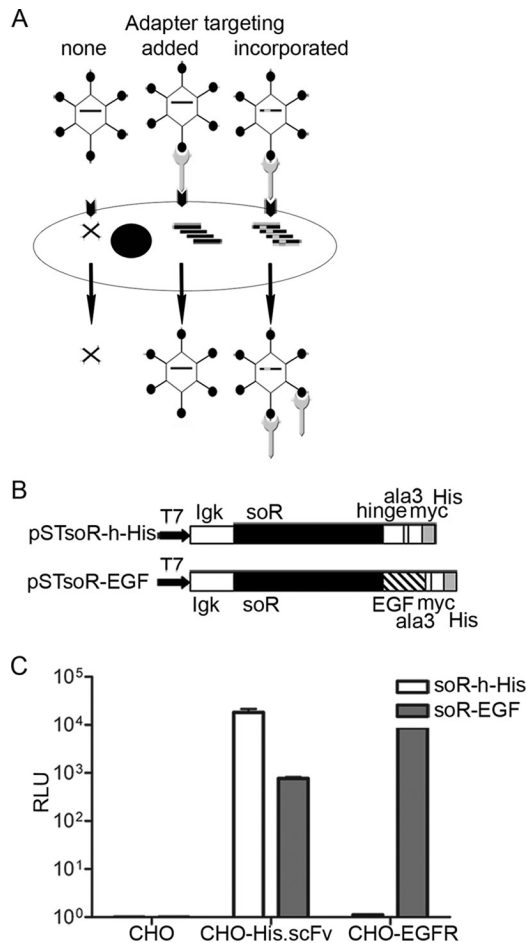 A
Adapter targeting
none added incorporated
B
pSTsoR-h-His T7 Igk soR hinge ala3 myc His
pSTsoR-EGF T7 Igk soR EGF ala3 myc His
C
RLU
10⁵
10⁴
10³
10²
10¹
10⁰
soR-h-His
soR-EGF
CHO CHO-His.scFv CHO-EGFR